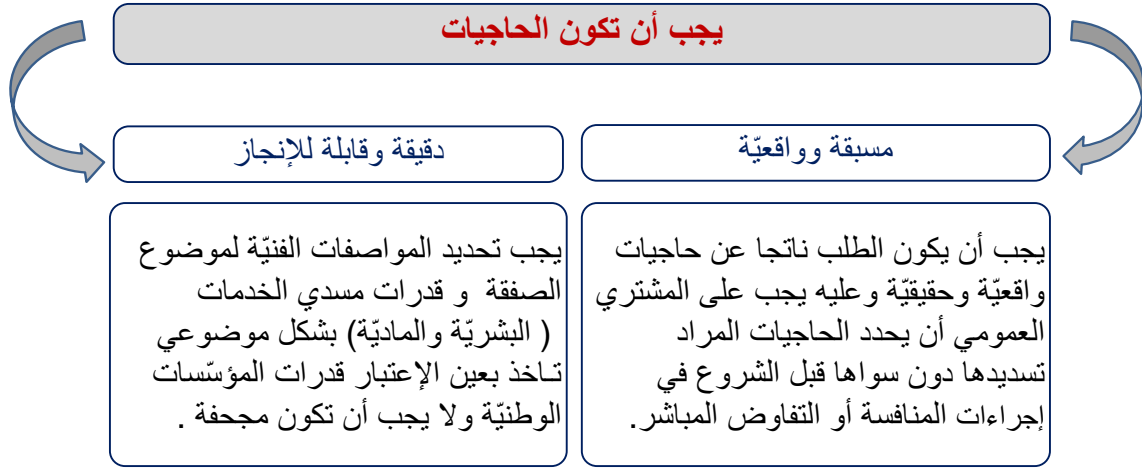 يجب أن تكون الحاجيات
مسبقة وواقعيّة
دقيقة وقابلة للإنجاز
يجب أن يكون الطلب ناتجا عن حاجيات
واقعيّة وحقيقيّة وعليه يجب على المشتري
العمومي أن يحدد الحاجيات المراد
تسديدها دون سواها قبل الشروع في
إجراءات المنافسة أو التفاوض المباشر.
يجب تحديد المواصفات الفنيّة لموضوع
الصفقة و قدرات مسدي الخدمات
( البشريّة والماديّة) بشكل موضوعي
تـاخذ بعين الإعتبار قدرات المؤسّسات
الوطنيّة ولا يجب أن تكون مجحفة .